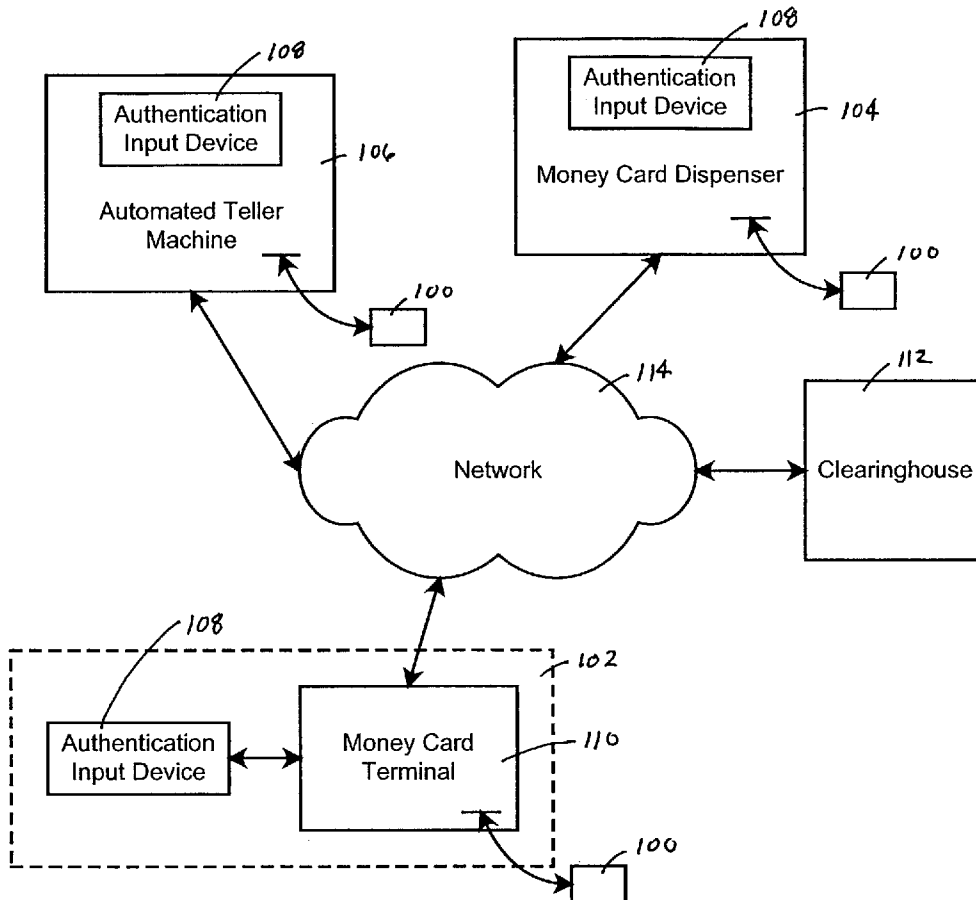 108
Authentication
Input Device
106
Automated Teller
Machine
100
108
Authentication
Input Device
104
Money Card Dispenser
100
114
Network
112
Clearinghouse
108
102
Authentication
Input Device
Money Card
Terminal
110
100